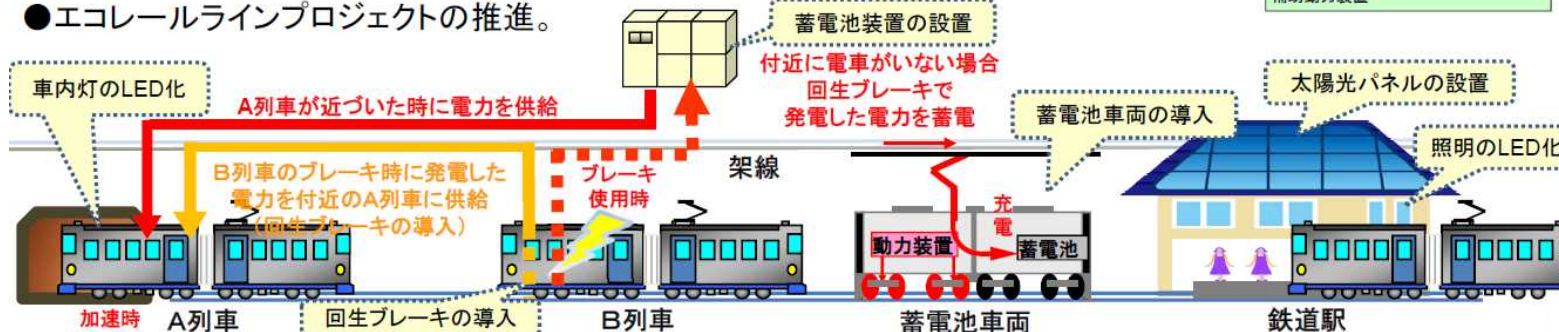 ●エコレールラインプロジェクトの推進。
蓄電池装置の設置
付近に電車がいない場合
回生ブレーキで
発電した電力を蓄電
車内灯のLED化
A列車が近づいた時に電力を供給
太陽光パネルの設置
蓄電池車両の導入
照明のLED化
B列車のブレーキ時に発電した
電力を付近のA列車に供給
(回生ブレーキの導入)
ブレーキ
使用時
架線
充電
動力装置
蓄電池
加速時
A列車
回生ブレーキの導入
B列車
蓄電池車両
鉄道駅